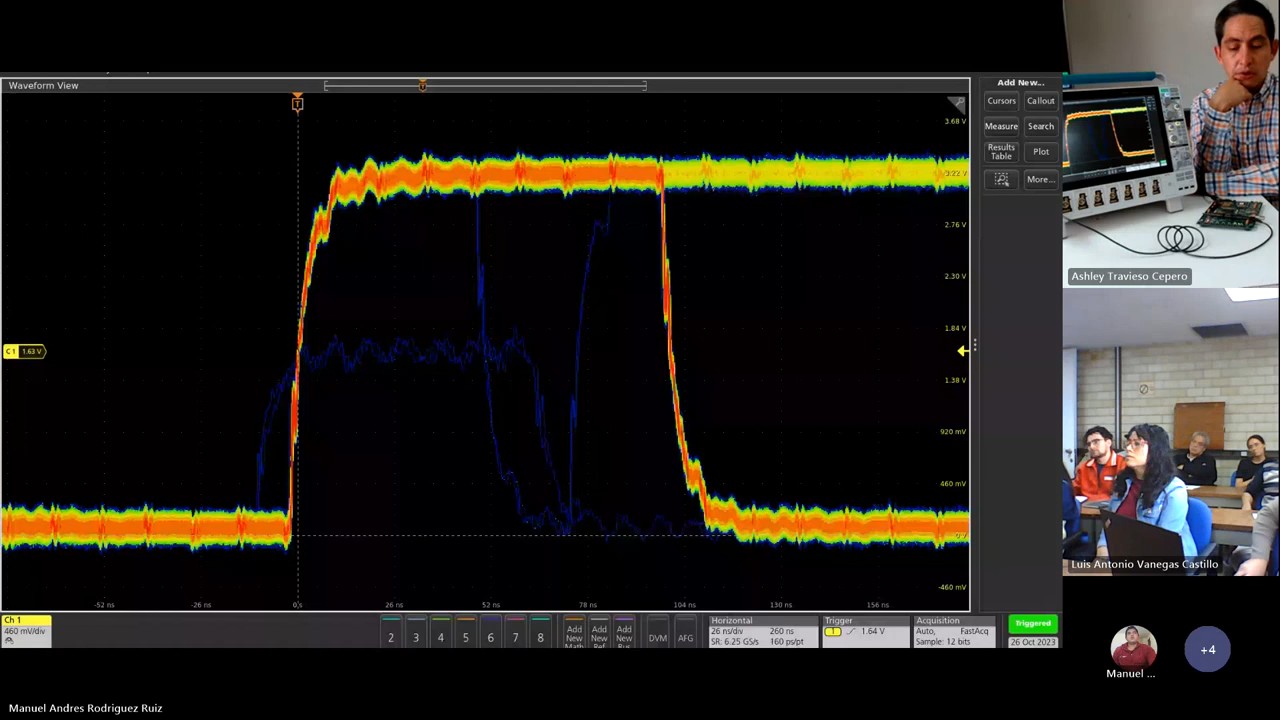 Waveform View
T
T
3.68 V
3.22 V
2.76 V
2.30 V
1.84 V
1.38 V
920 mV
460 mV
0 V
-460 mV
C 1 1.63 V
-52 ns
-26 ns
0 s
26 ns
52 ns
78 ns
104 ns
130 ns
156 ns
Add New...
Cursors Callout
Measure Search
Results Table Plot
More...
Ch 1
460 mV/div
2 3 4 5 6 7 8
Add New Math
Add New Ref
Add New Bus
DVM AFG
Horizontal
26 ns/div 260 ns
SR: 6.25 GS/s 160 ps/pt
Trigger
1 1.64 V
Acquisition
Auto, FastAcq
Sample: 12 bits
Triggered
26 Oct 2023
Ashley Travieso Cepero
Luis Antonio Vanegas Castillo
Manuel ...
+4
Manuel Andres Rodriguez Ruiz